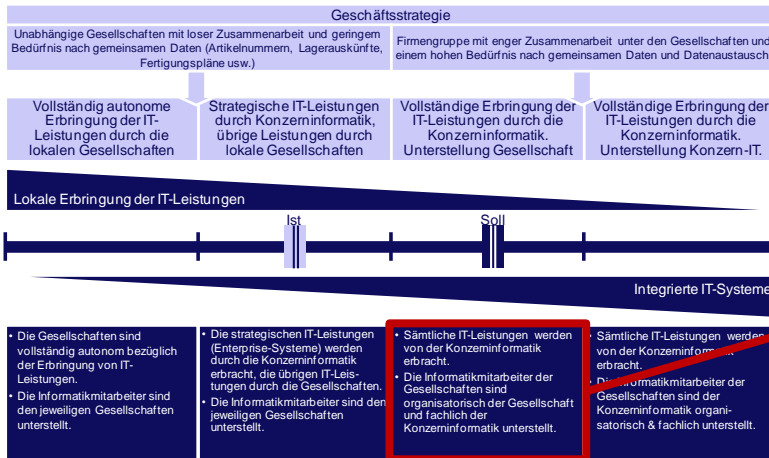 Geschäftsstrategie
Unabhängige Gesellschaften mit loser Zusammenarbeit und geringem
Bedürfnis nach gemeinsamen Daten (Artikelnummern, Lagerauskünfte,
Fertigungspläne usw.)
Firmengruppe mit enger Zusammenarbeit unter den Gesellschaften und
einem hohen Bedürfnis nach gemeinsamen Daten und Datenaustausch
Vollständig autonome
Erbringung der IT-
Leistungen durch die
lokalen Gesellschaften
Strategische IT-Leistungen
durch Konzerninformatik,
übrige Leistungen durch
lokale Gesellschaften
Vollständige Erbringung der
IT-Leistungen durch die
Konzerninformatik.
Unterstellung Gesellschaft
Vollständige Erbringung der
IT-Leistungen durch die
Konzerninformatik.
Unterstellung Konzern-IT.
Lokale Erbringung der IT-Leistungen
Ist
Soll
Integrierte IT-Systeme
• Die Gesellschaften sind
vollständig autonom bezüglich
der Erbringung von IT-
Leistungen.
• Die Informatikmitarbeiter sind
den jeweiligen Gesellschaften
unterstellt.
• Die strategischen IT-Leistungen
(Enterprise-Systeme) werden
durch die Konzerninformatik
erbracht, die übrigen IT-Leis-
tungen durch die Gesellschaften.
• Die Informatikmitarbeiter sind den
jeweiligen Gesellschaften
unterstellt.
• Sämtliche IT-Leistungen werden
von der Konzerninformatik
erbracht.
• Die Informatikmitarbeiter der
Gesellschaften sind
organisatorisch der Gesellschaft
und fachlich der
Konzerninformatik unterstellt.
• Sämtliche IT-Leistungen werden
von der Konzerninformatik
erbracht.
• Die Informatikmitarbeiter der
Gesellschaften sind der
Konzerninformatik organi-
satorisch & fachlich unterstellt.